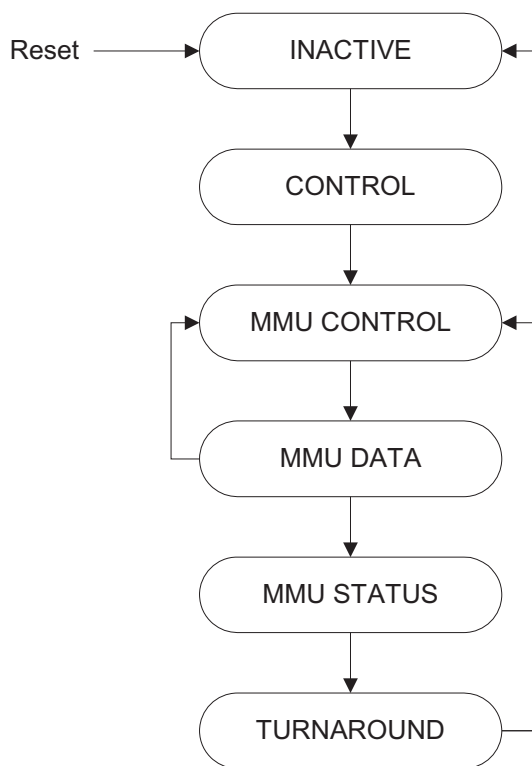 Reset
INACTIVE
CONTROL
MMU CONTROL
MMU DATA
MMU STATUS
TURNAROUND